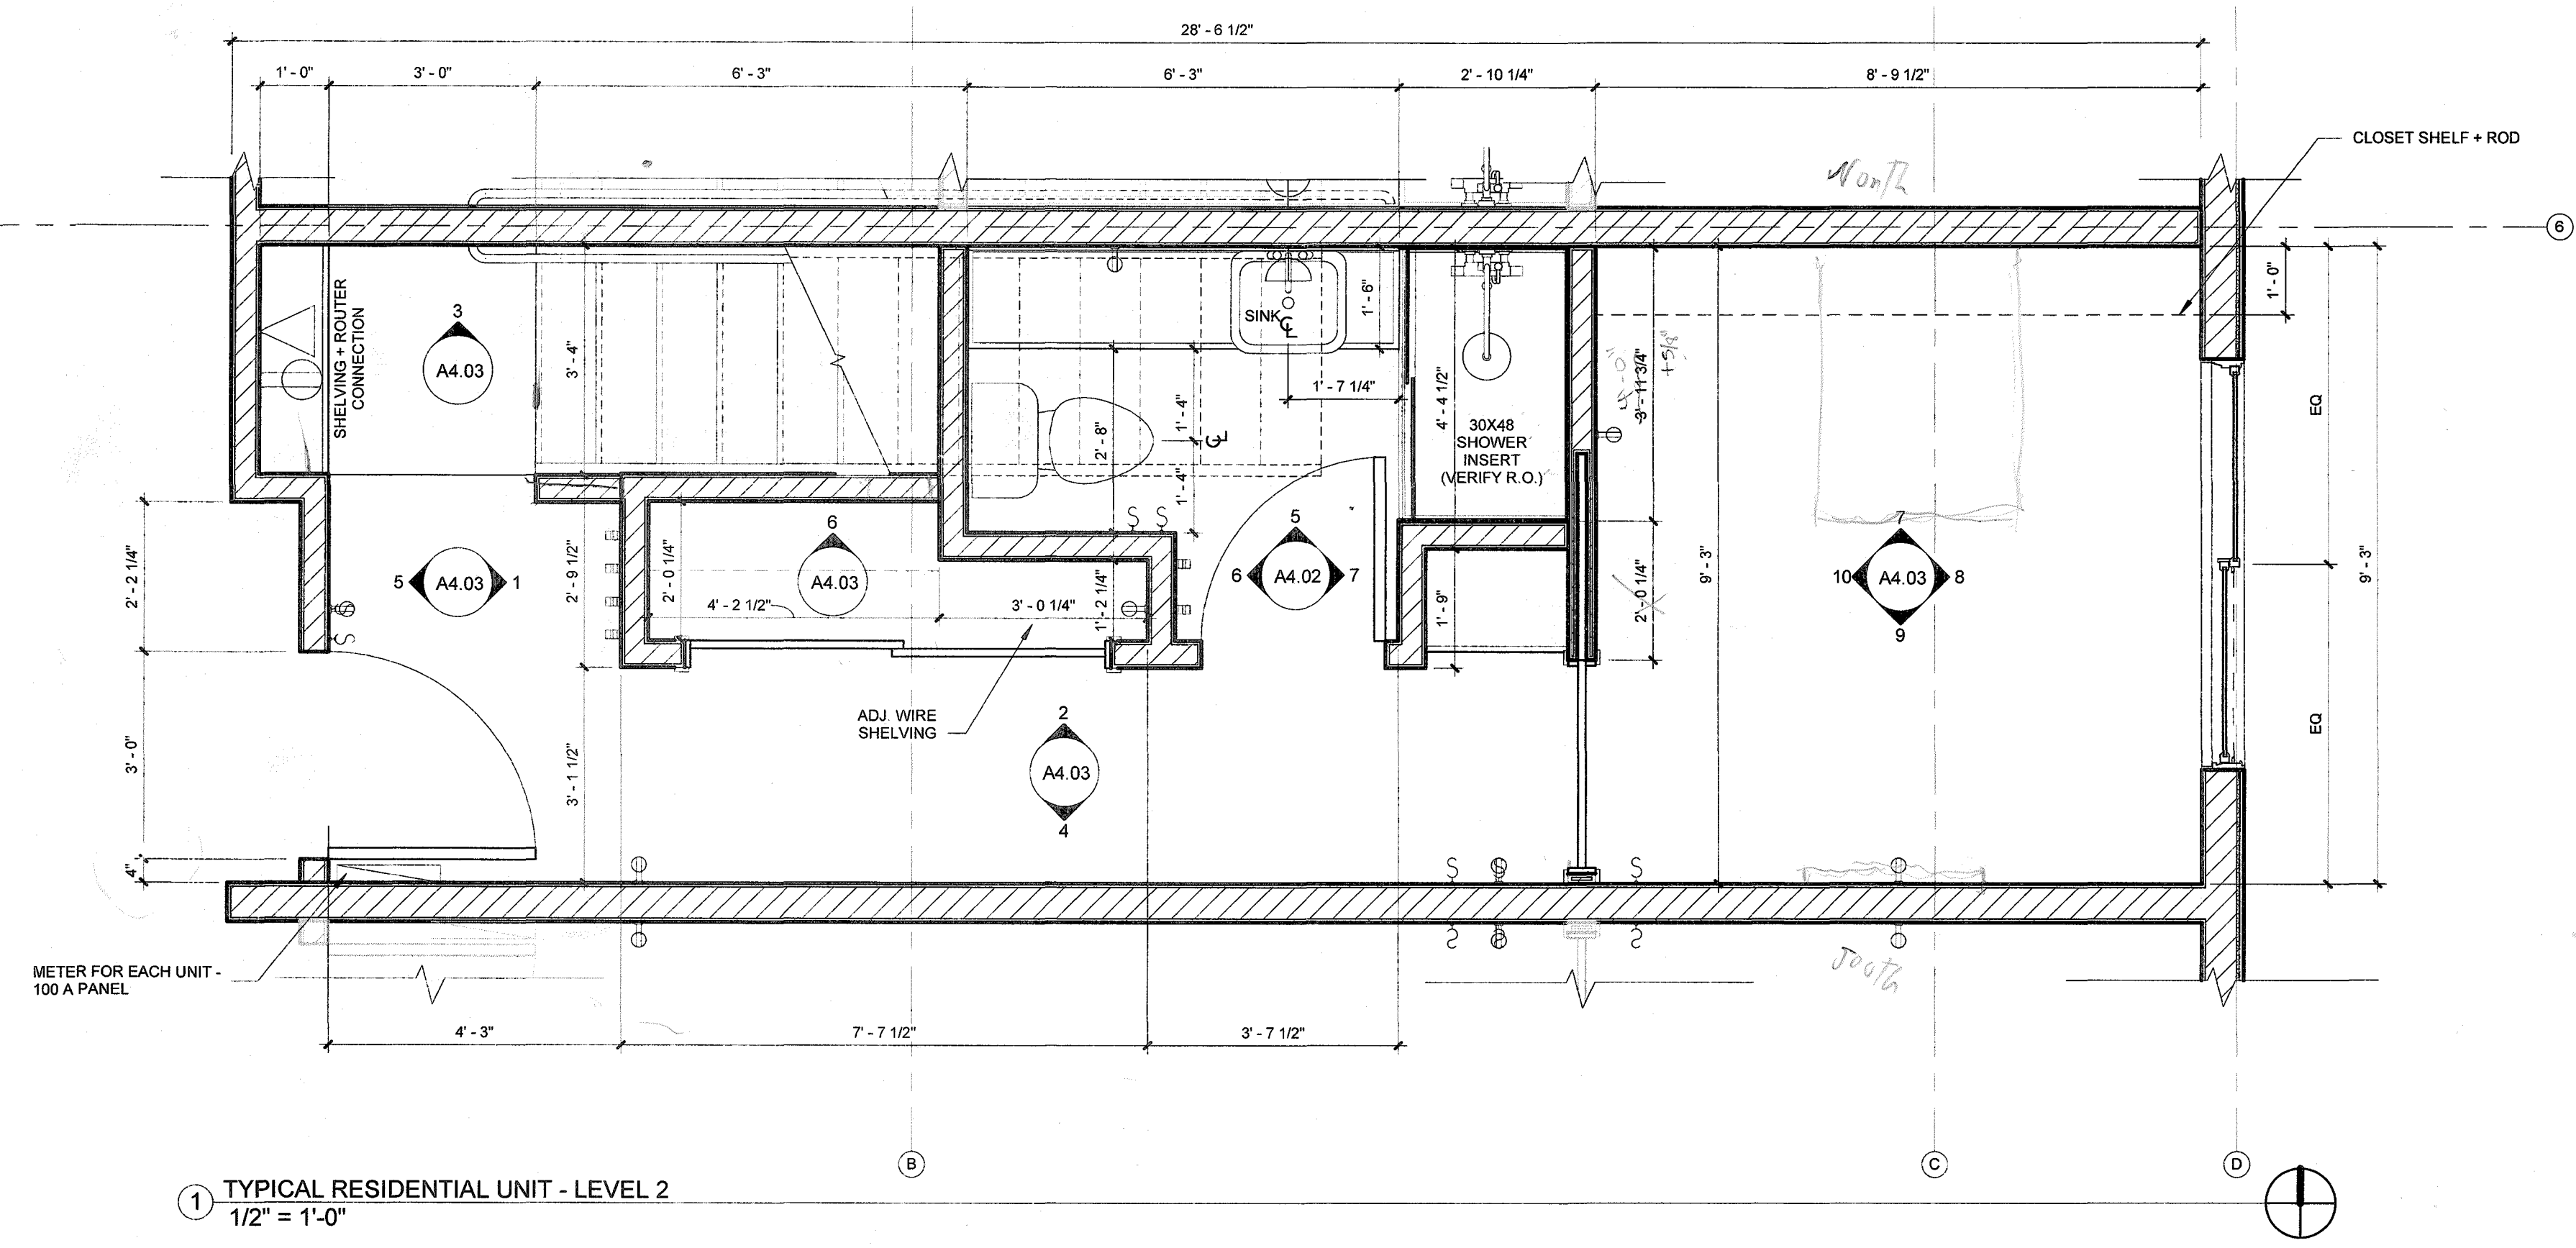 28' - 6 1/2"
1' - 0"
3' - 0"
6' - 3"
6' - 3"
2' - 10 1/4"
8' - 9 1/2"
CLOSET SHELF + ROD
North
6
SHELVING + ROUTER
CONNECTION
3
A4.03
3' - 4"
SINK
CL
1' - 6"
1' - 7 1/4"
1' - 4"
2' - 8"
CL
1' - 4"
4' - 4 1/2"
30X48
SHOWER
INSERT
(VERIFY R.O.)
3' - 11 3/4"
4'-0"
+5/8"
1' - 0"
EQ
9' - 3"
EQ
2' - 2 1/4"
5
A4.03
1
2' - 9 1/2"
2' - 0 1/4"
6
A4.03
4' - 2 1/2"
3' - 0 1/4"
1' - 2 1/4"
S
S
S
5
6
A4.02
7
1' - 9"
2' - 0 1/4"
9' - 3"
7
10
A4.03
8
9
ADJ. WIRE
SHELVING
2
A4.03
4
3' - 0"
3' - 1 1/2"
4"
S
S
S
S
METER FOR EACH UNIT -
100 A PANEL
South
4' - 3"
7' - 7 1/2"
3' - 7 1/2"
B
C
D
1
TYPICAL RESIDENTIAL UNIT - LEVEL 2
1/2" = 1'-0"